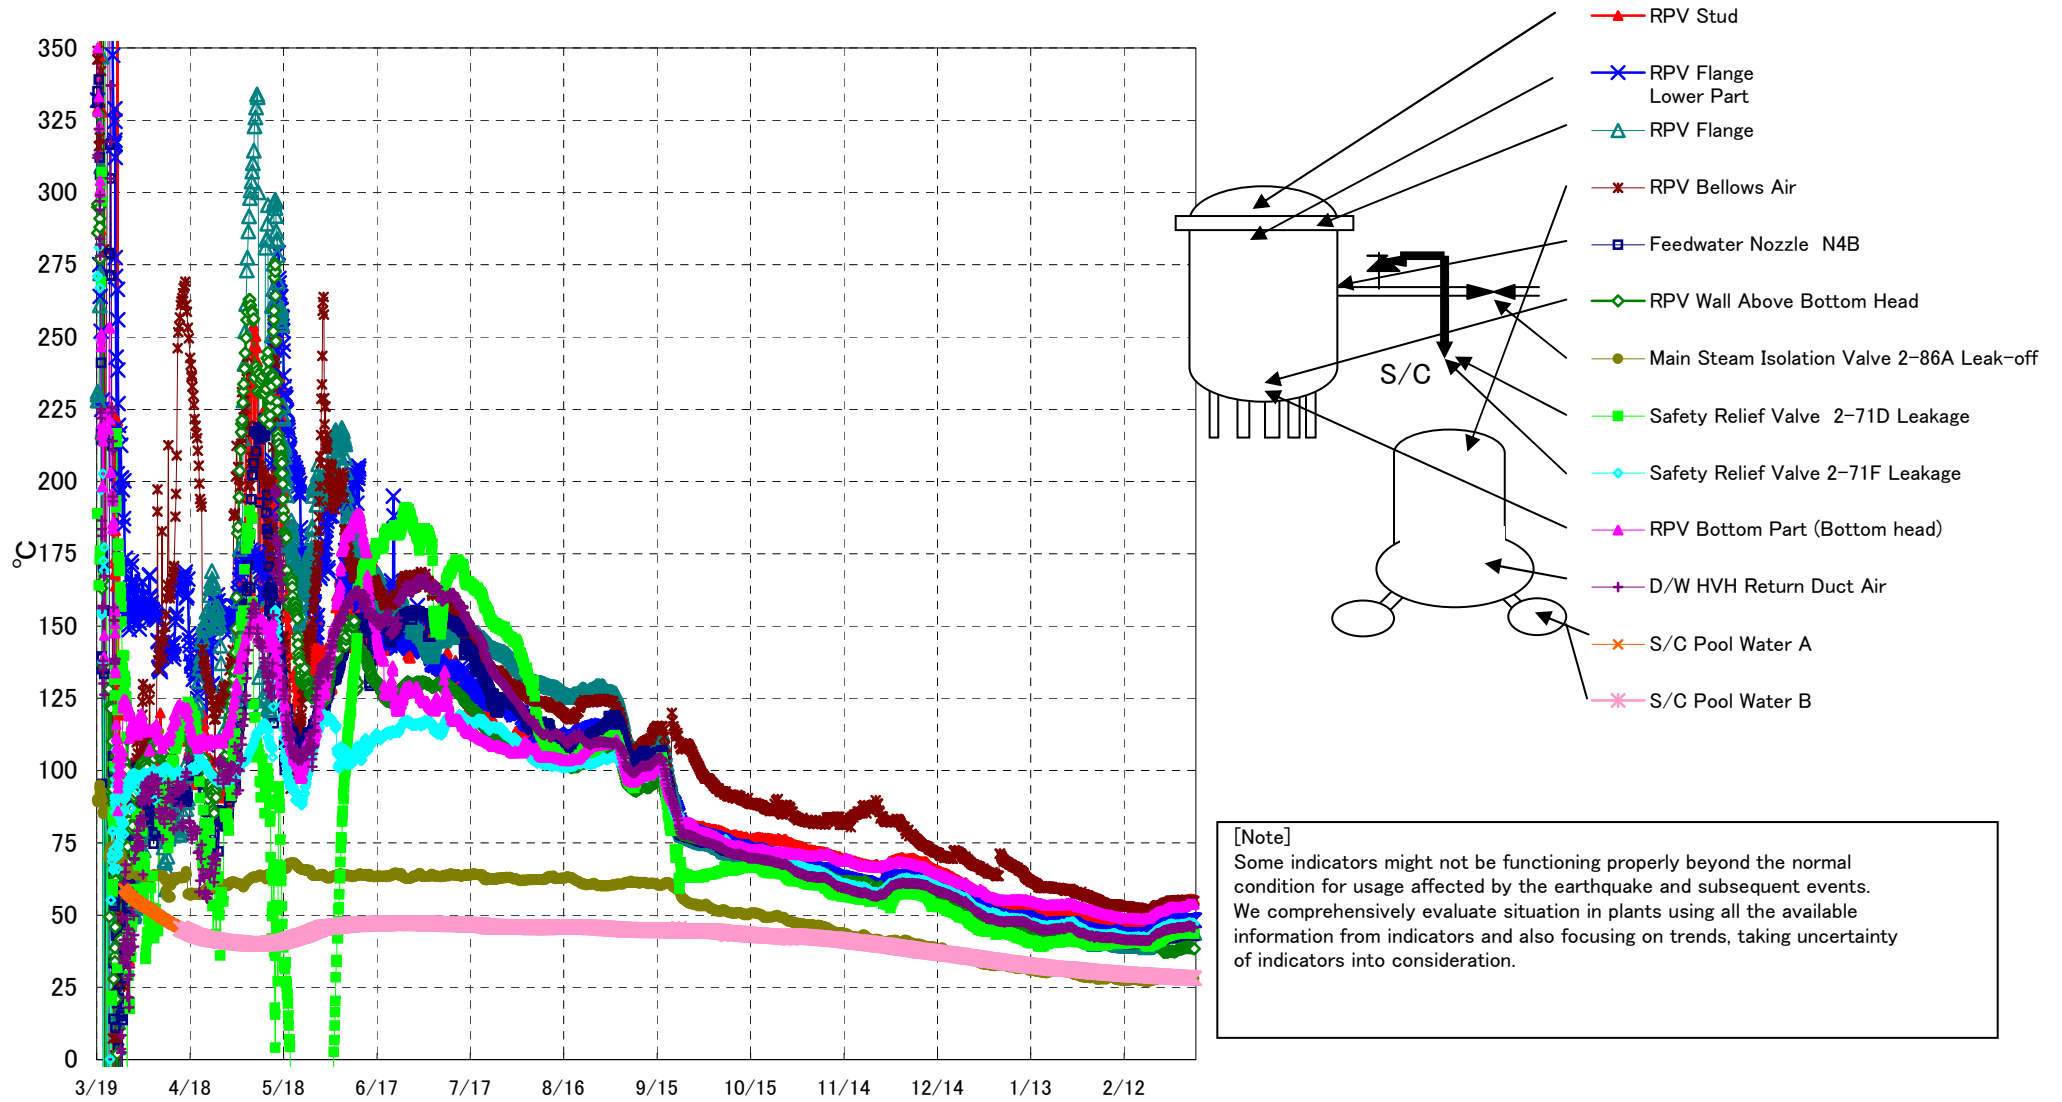 350
325
300
275
250
225
200
175
150
125
100
75
50
25
0
℃
3/19 4/18 5/18 6/17 7/17 8/16 9/15 10/15 11/14 12/14 1/13 2/12
RPV Stud
RPV Flange
Lower Part
RPV Flange
RPV Bellows Air
Feedwater Nozzle N4B
RPV Wall Above Bottom Head
Main Steam Isolation Valve 2-86A Leak-off
Safety Relief Valve 2-71D Leakage
Safety Relief Valve 2-71F Leakage
RPV Bottom Part (Bottom head)
D/W HVH Return Duct Air
S/C Pool Water A
S/C Pool Water B
S/C
[Note]
Some indicators might not be functioning properly beyond the normal
condition for usage affected by the earthquake and subsequent events.
We comprehensively evaluate situation in plants using all the available
information from indicators and also focusing on trends, taking uncertainty
of indicators into consideration.